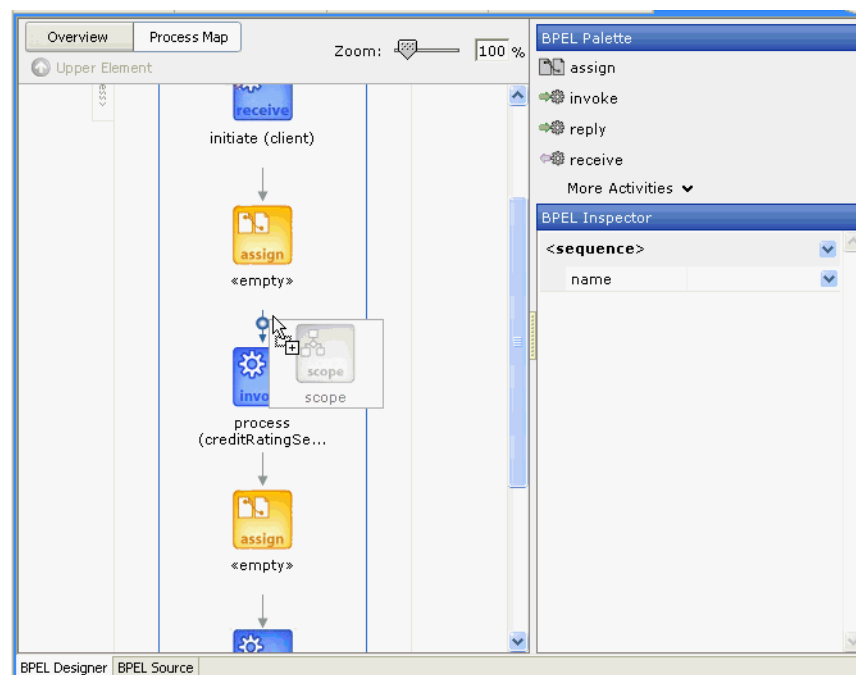 Overview
Process Map
Zoom:
100 %
Upper Element
receive
initiate (client)
assign
«empty»
scope
invo
scope
process
(creditRatingSe...
assign
«empty»
BPEL Designer
BPEL Source
BPEL Palette
assign
invoke
reply
receive
More Activities
BPEL Inspector
<sequence>
name